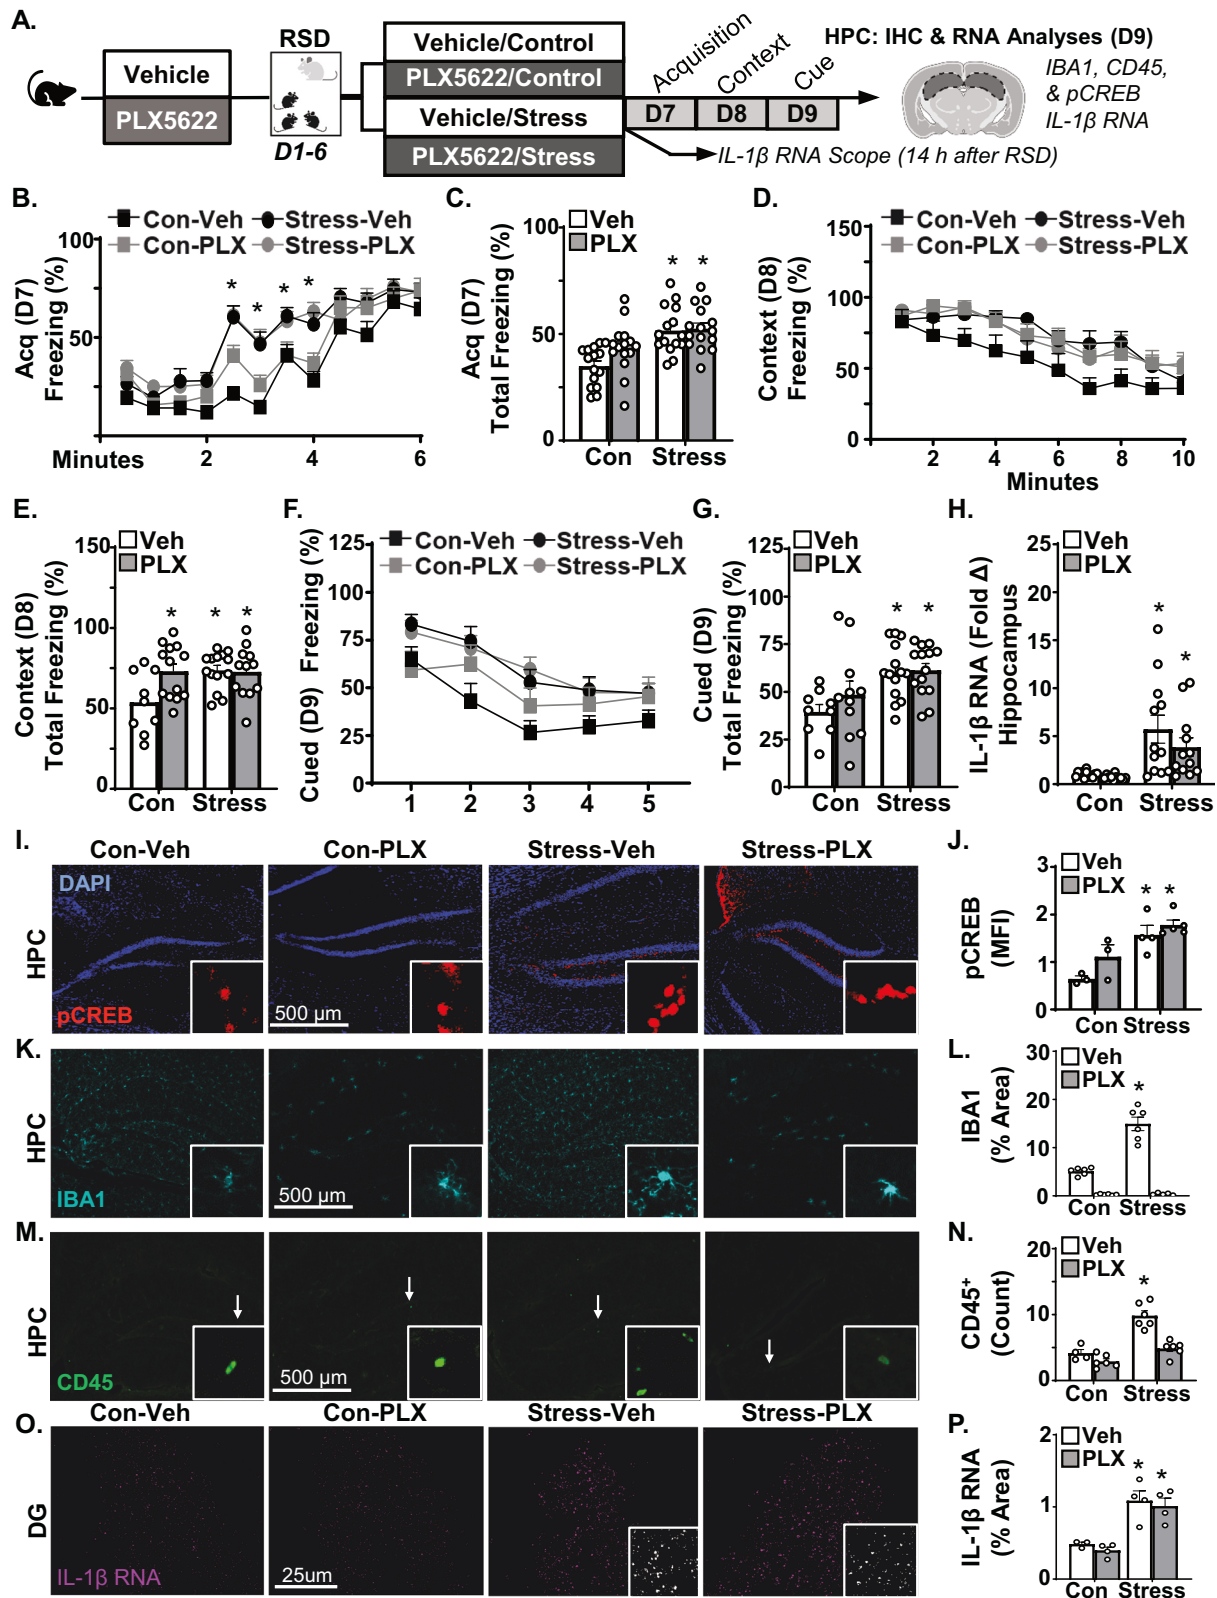 A.
RSD
Vehicle
PLX5622
D1-6
Vehicle/Control
PLX5622/Control
Vehicle/Stress
PLX5622/Stress
Acquisition
Context
Cue
D7
D8
D9
IL-1β RNA Scope (14 h after RSD)
HPC: IHC & RNA Analyses (D9)
IBA1, CD45,
& pCREB
IL-1β RNA
B.
Con-Veh
Stress-Veh
Con-PLX
Stress-PLX
Acq (D7)
Freezing (%)
100
50
* * * *
Minutes
2
4
6
C.
Veh
PLX
Acq (D7)
Total Freezing (%)
100
50
0
* *
Con
Stress
D.
Con-Veh
Stress-Veh
Con-PLX
Stress-PLX
Context (D8)
Freezing (%)
150
100
50
0
2
4
6
8
10
Minutes
E.
Veh
PLX
Context (D8)
Total Freezing (%)
150
100
50
0
* * *
Con
Stress
F.
Con-Veh
Stress-Veh
Con-PLX
Stress-PLX
Cued (D9) Freezing (%)
125
75
50
25
0
1
2
3
4
5
G.
Veh
PLX
Cued (D9)
Total Freezing (%)
125
75
50
25
0
* *
Con
Stress
H.
Veh
PLX
IL-1β RNA (Fold Δ)
Hippocampus
25
20
15
10
5
0
* *
Con
Stress
I.
Con-Veh
Con-PLX
Stress-Veh
Stress-PLX
HPC
DAPI
pCREB
500 μm
J.
Veh
PLX
pCREB
(MFI)
3
2
1
0
* *
Con
Stress
K.
HPC
IBA1
500 μm
L.
Veh
PLX
IBA1
(% Area)
30
20
10
0
*
Con
Stress
M.
HPC
CD45
500 μm
N.
Veh
PLX
CD45⁺
(Count)
20
10
0
*
Con
Stress
O.
Con-Veh
Con-PLX
Stress-Veh
Stress-PLX
DG
IL-1β RNA
25um
P.
Veh
PLX
IL-1β RNA
(% Area)
2
1
0
* *
Con
Stress